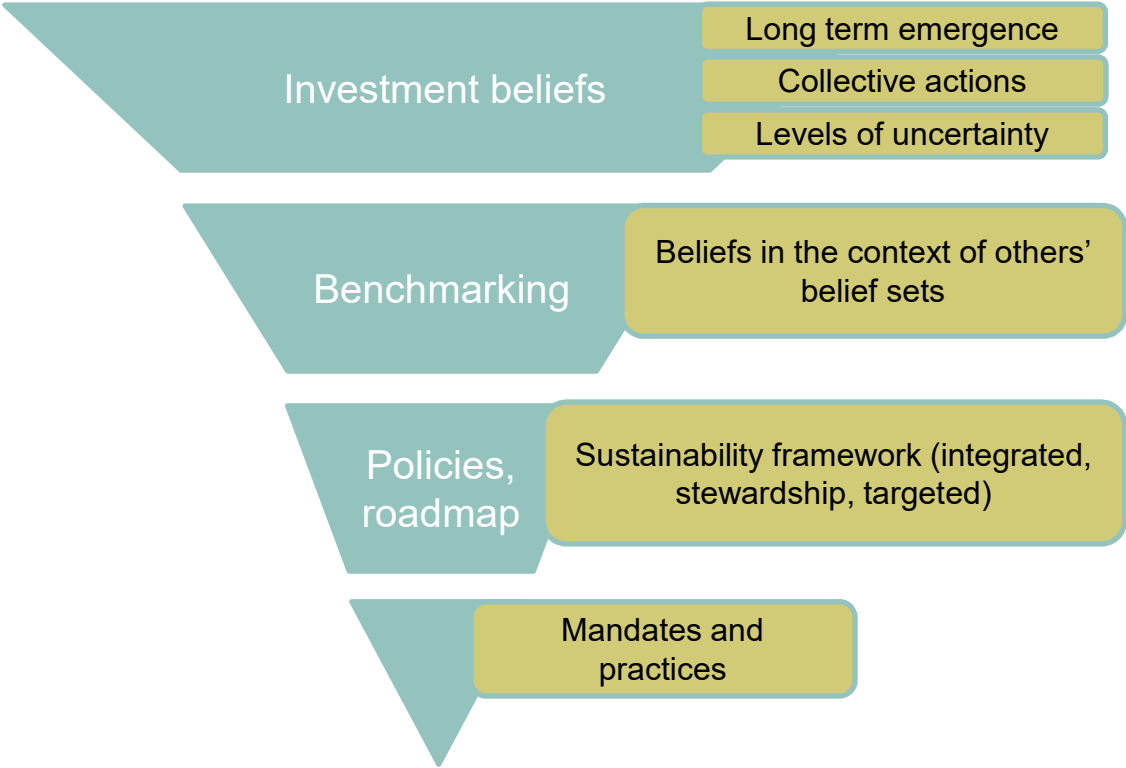 Investment beliefs
Long term emergence
Collective actions
Levels of uncertainty
Benchmarking
Beliefs in the context of others’
belief sets
Policies,
roadmap
Sustainability framework (integrated,
stewardship, targeted)
Mandates and
practices